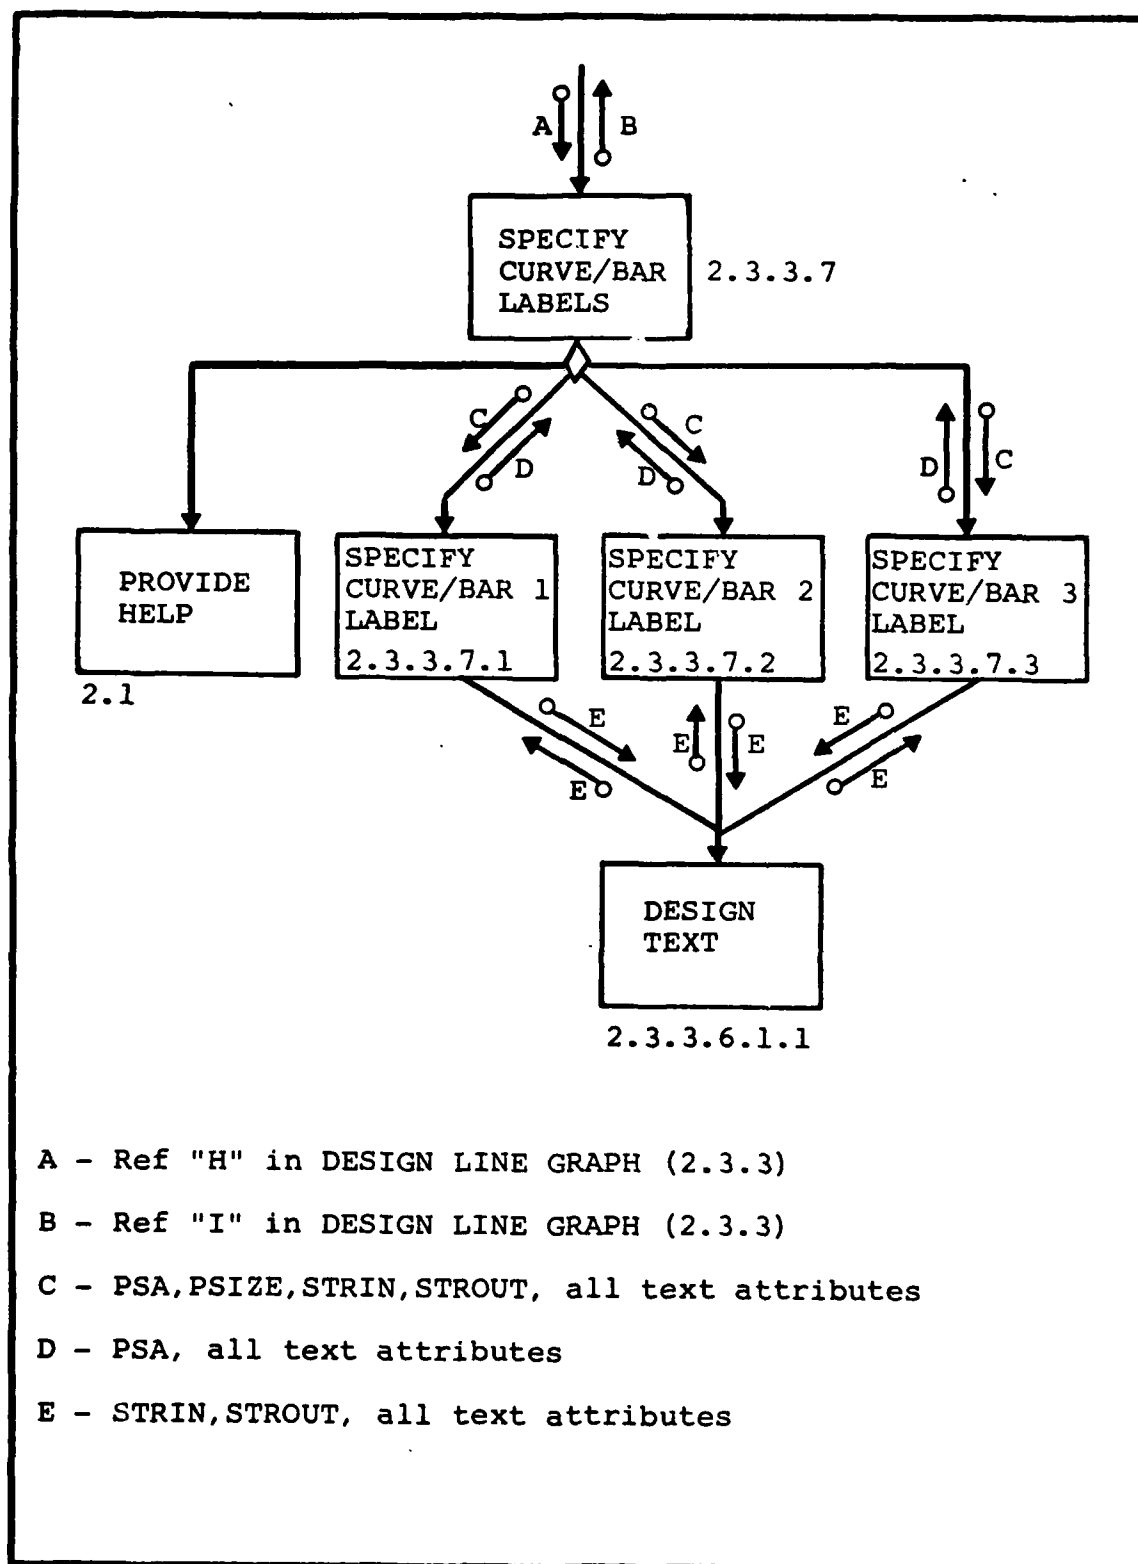 A
B
SPECIFY
CURVE/BAR
LABELS
2.3.3.7
C
D
C
D
D
C
PROVIDE
HELP
2.1
SPECIFY
CURVE/BAR 1
LABEL
2.3.3.7.1
SPECIFY
CURVE/BAR 2
LABEL
2.3.3.7.2
SPECIFY
CURVE/BAR 3
LABEL
2.3.3.7.3
E
E
E
E
E
E
DESIGN
TEXT
2.3.3.6.1.1
A - Ref "H" in DESIGN LINE GRAPH (2.3.3)
B - Ref "I" in DESIGN LINE GRAPH (2.3.3)
C - PSA,PSIZE,STRIN,STROUT, all text attributes
D - PSA, all text attributes
E - STRIN,STROUT, all text attributes